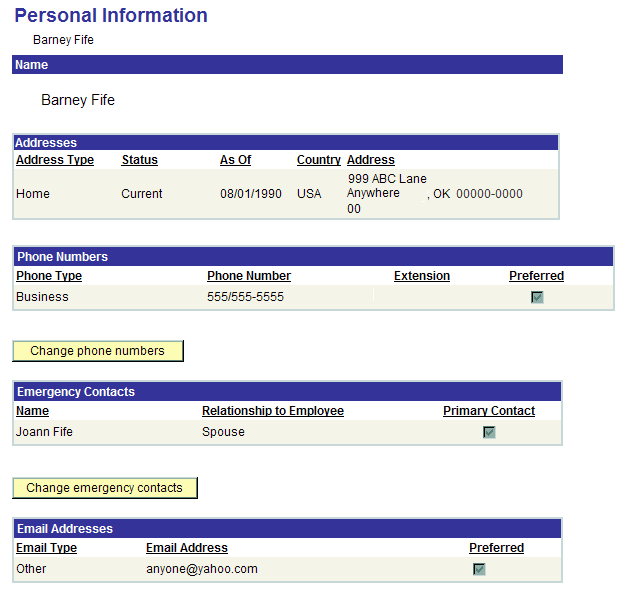 Personal Information
Barney Fife
Name
Barney Fife
Addresses
Address Type Status As Of Country Address
999 ABC Lane
Home Current 08/01/1990 USA Anywhere , OK 00000-0000
00
Phone Numbers
Phone Type Phone Number Extension Preferred
Business 555/555-5555
Change phone numbers
Emergency Contacts
Name Relationship to Employee Primary Contact
Joann Fife Spouse
Change emergency contacts
Email Addresses
Email Type Email Address Preferred
Other anyone@yahoo.com